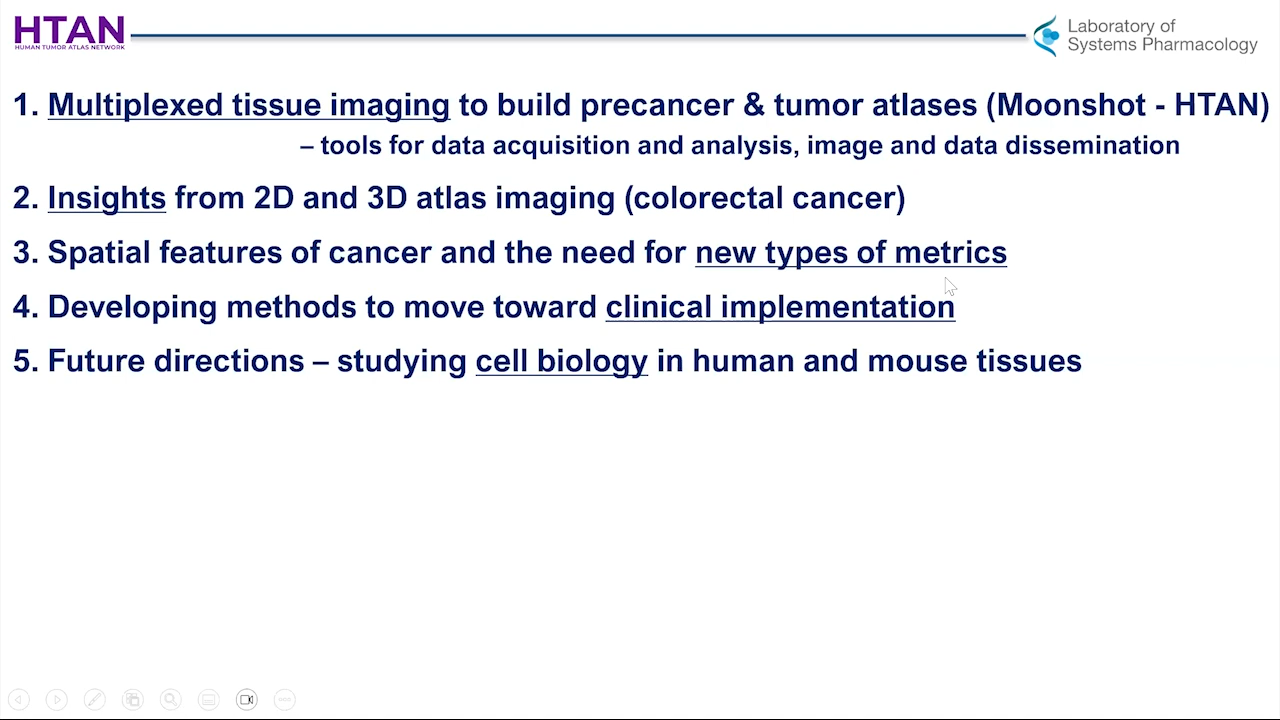 HTAN
HUMAN TUMOR ATLAS NETWORK
Laboratory of
Systems Pharmacology
1. Multiplexed tissue imaging to build precancer & tumor atlases (Moonshot - HTAN)
– tools for data acquisition and analysis, image and data dissemination
2. Insights from 2D and 3D atlas imaging (colorectal cancer)
3. Spatial features of cancer and the need for new types of metrics
4. Developing methods to move toward clinical implementation
5. Future directions – studying cell biology in human and mouse tissues